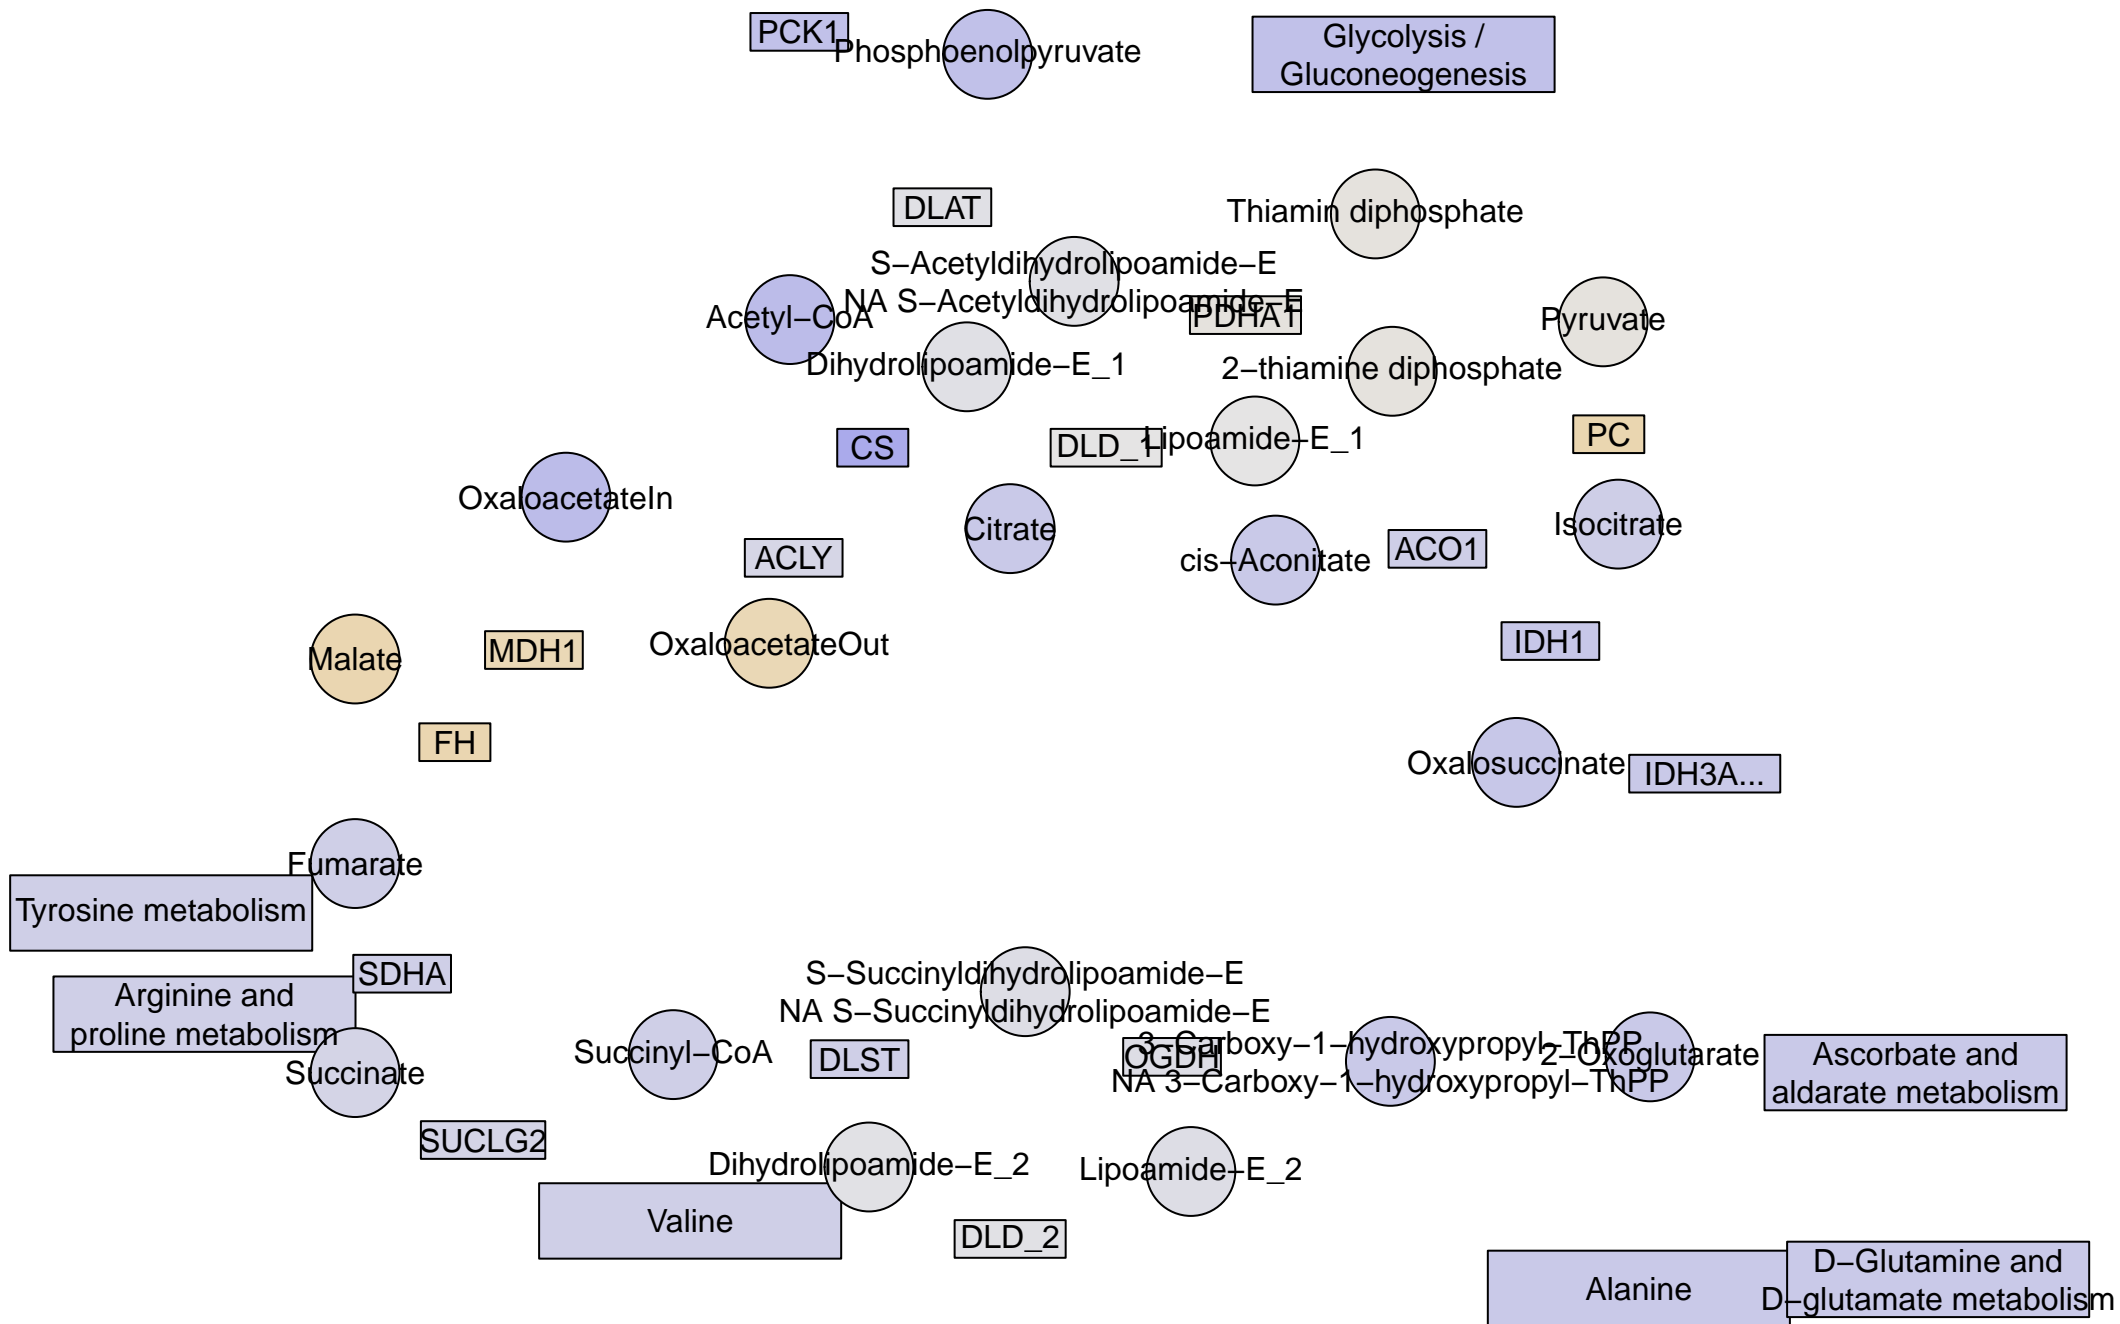 PCK1
Phosphoenolpyruvate
Glycolysis /
Gluconeogenesis
DLAT
Thiamin diphosphate
S−Acetyldihydrolipoamide−E
NA S−Acetyldihydrolipoamide−E
Acetyl−CoA
PDHA1
Pyruvate
Dihydrolipoamide−E_1
2−thiamine diphosphate
CS
DLD_1
Lipoamide−E_1
PC
OxaloacetateIn
Citrate
Isocitrate
ACLY
cis−Aconitate
ACO1
Malate
MDH1
OxaloacetateOut
IDH1
FH
Oxalosuccinate
IDH3A...
Fumarate
Tyrosine metabolism
SDHA
Arginine and
proline metabolism
S−Succinyldihydrolipoamide−E
NA S−Succinyldihydrolipoamide−E
Succinate
Succinyl−CoA
DLST
OGDH
3−Carboxy−1−hydroxypropyl−ThPP
NA 3−Carboxy−1−hydroxypropyl−ThPP
2−Oxoglutarate
Ascorbate and
aldarate metabolism
SUCLG2
Dihydrolipoamide−E_2
Lipoamide−E_2
Valine
DLD_2
Alanine
D−Glutamine and
D−glutamate metabolism